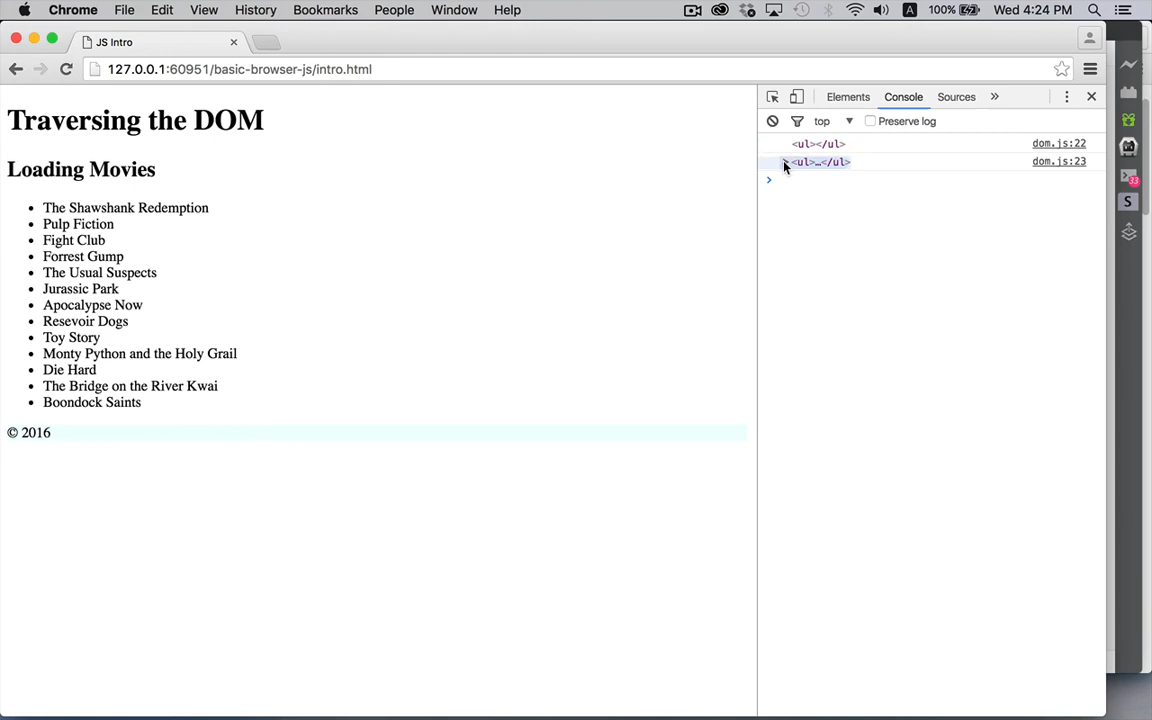 Chrome File Edit View History Bookmarks People Window Help A 100% Wed 4:24 PM
JS Intro
127.0.0.1:60951/basic-browser-js/intro.html
Elements Console Sources »
top Preserve log
<ul></ul> dom.js:22
<ul>…</ul> dom.js:23
33
S
Traversing the DOM
Loading Movies
The Shawshank Redemption
Pulp Fiction
Fight Club
Forrest Gump
The Usual Suspects
Jurassic Park
Apocalypse Now
Resevoir Dogs
Toy Story
Monty Python and the Holy Grail
Die Hard
The Bridge on the River Kwai
Boondock Saints
© 2016